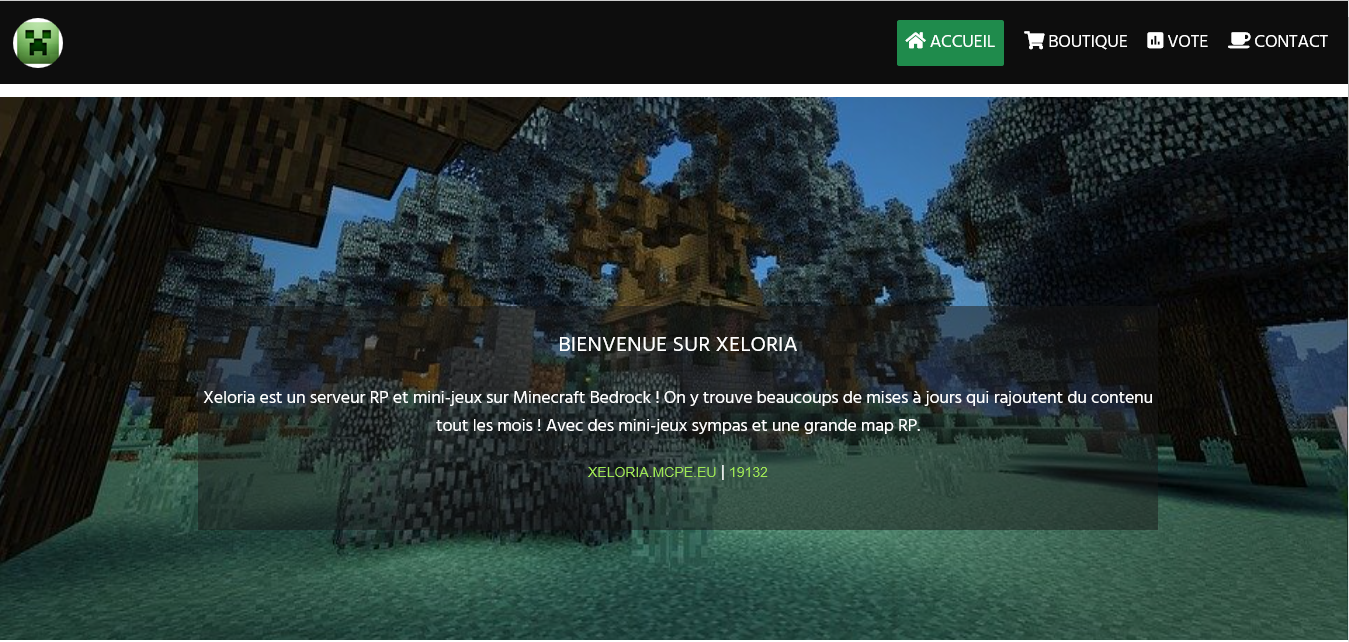 ACCUEIL BOUTIQUE VOTE CONTACT
BIENVENUE SUR XELORIA
Xeloria est un serveur RP et mini-jeux sur Minecraft Bedrock ! On y trouve beaucoups de mises à jours qui rajoutent du contenu
tout les mois ! Avec des mini-jeux sympas et une grande map RP.
XELORIA.MCPE.EU | 19132